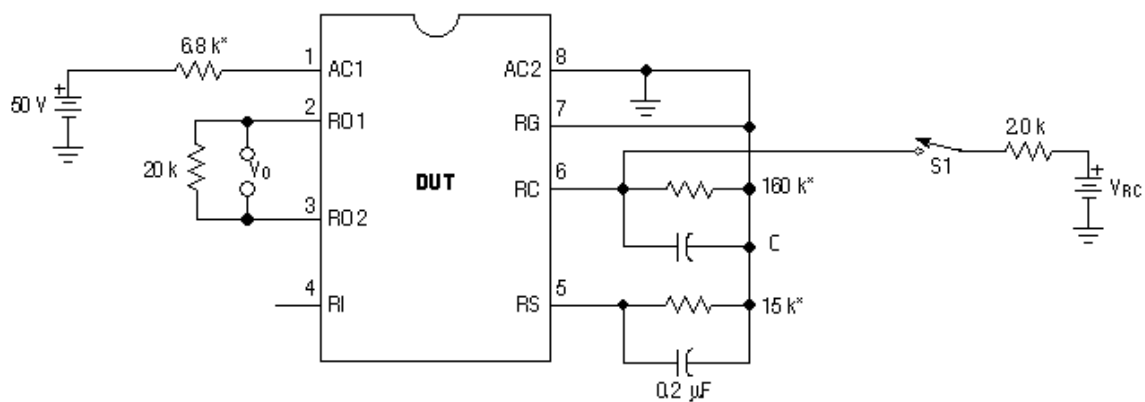 6.8 k*
50 V
+
1
AC1
2
RO1
20 k
VO
3
RO2
4
RI
DUT
8
AC2
7
RG
6
RC
5
RS
160 k*
C
15 k*
0.2 µF
S1
2.0 k
+
VRC